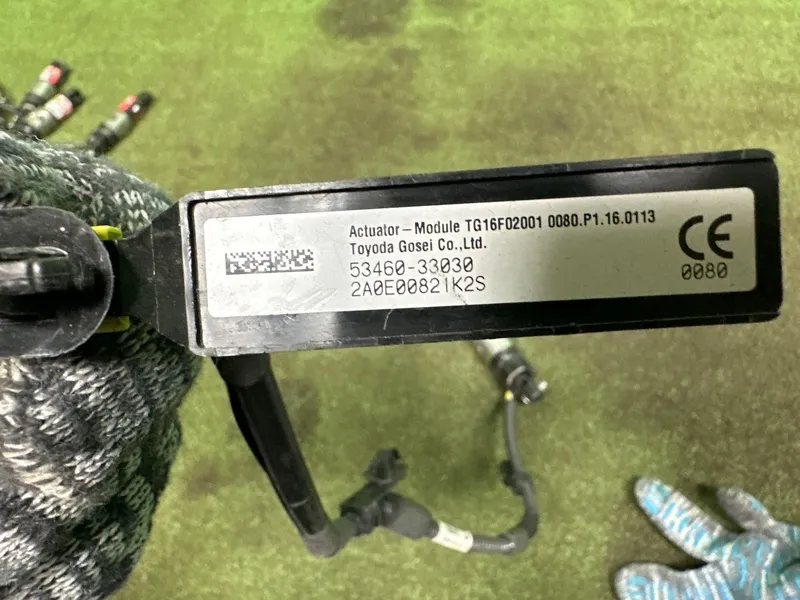 Actuator-Module TG16F02001 0080.P1.16.0113
Toyoda Gosei Co.,Ltd.
53460-33030
2A0E00821K2S
CE
0080